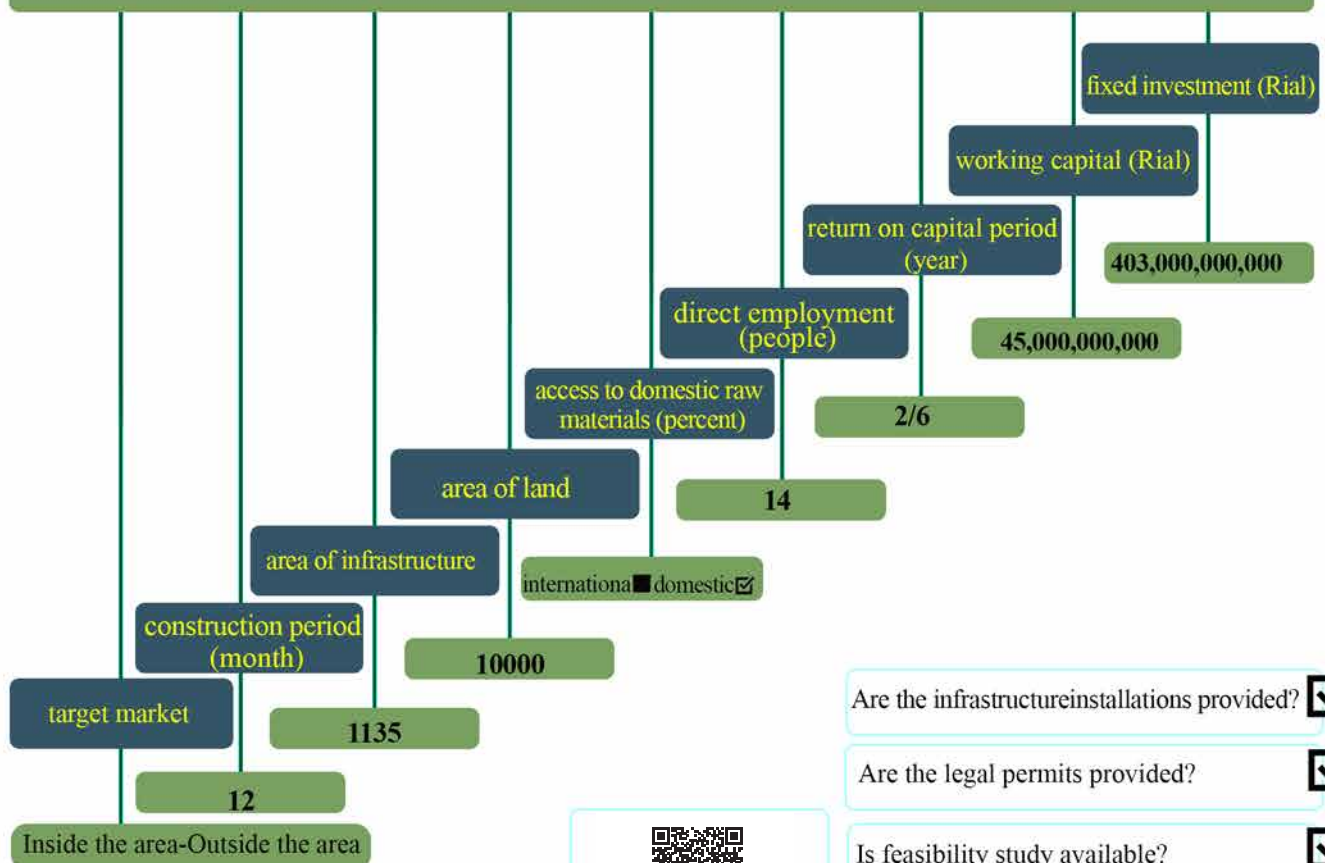 fixed investment (Rial)
403,000,000,000
working capital (Rial)
45,000,000,000
return on capital period
(year)
2/6
direct employment
(people)
14
access to domestic raw
materials (percent)
internationa■domestic☑
area of land
10000
area of infrastructure
1135
construction period
(month)
12
target market
Inside the area-Outside the area
Are the infrastructureinstallations provided? ☑
Are the legal permits provided? ☑
Is feasibility study available? ☑